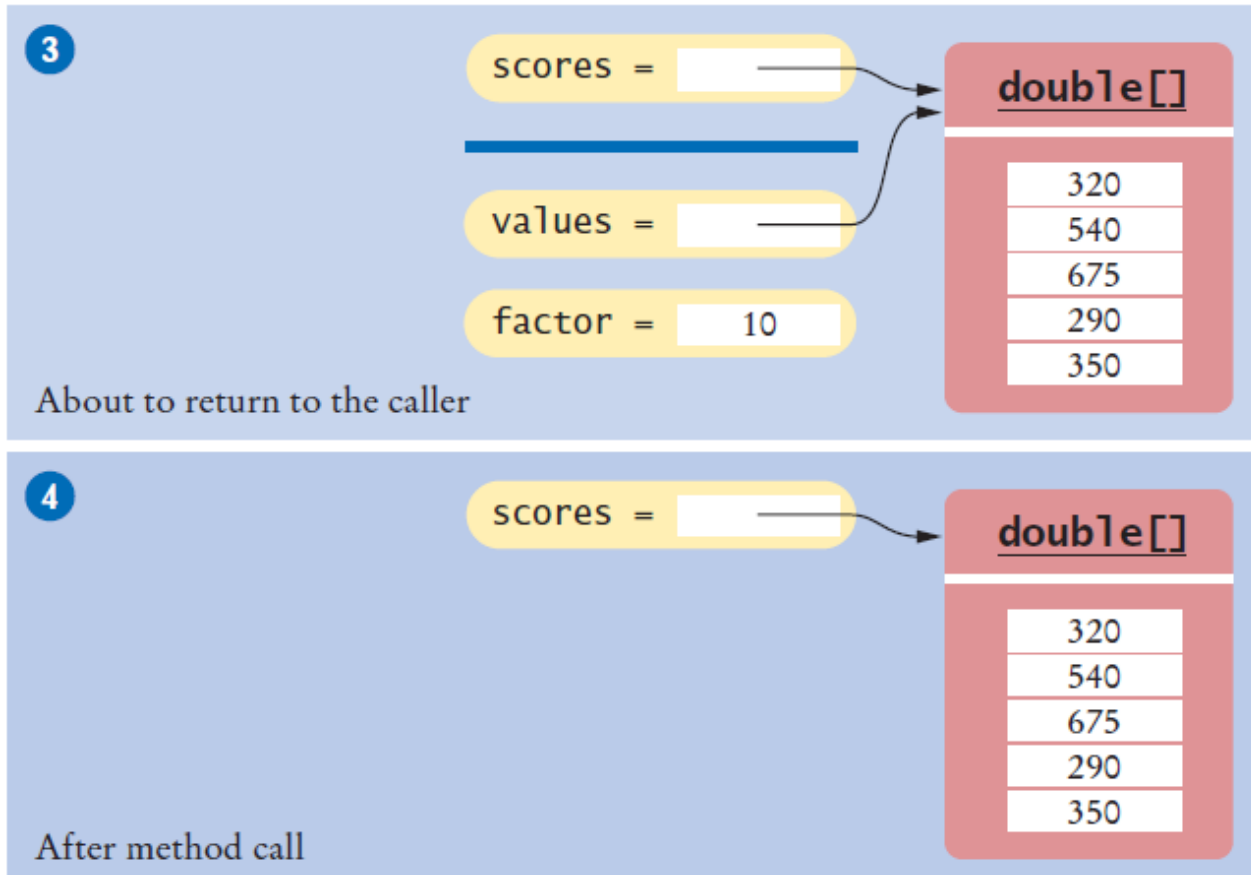 3
scores =
double[]
values =
factor = 10
320
540
675
290
350
About to return to the caller
4
scores =
double[]
320
540
675
290
350
After method call